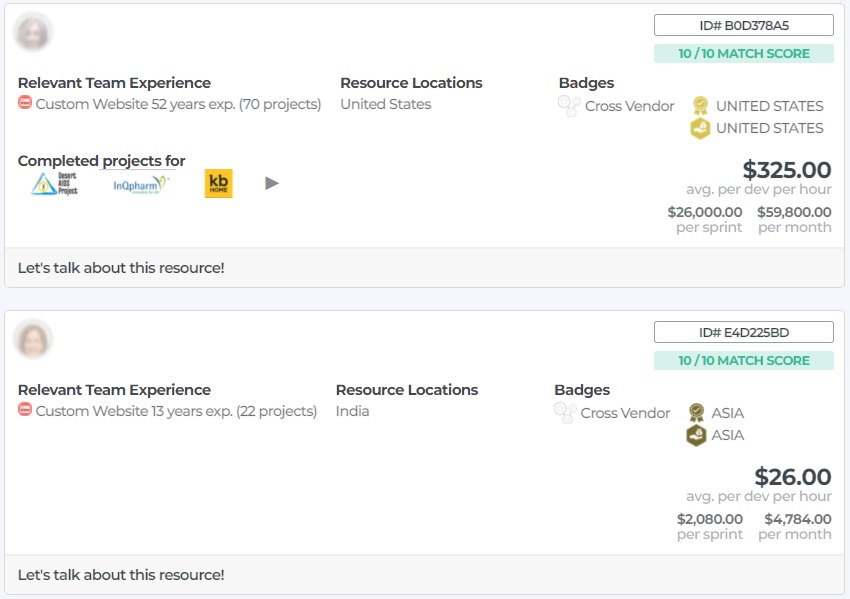 ID# B0D378A5
10 / 10 MATCH SCORE
Relevant Team Experience
Custom Website 52 years exp. (70 projects)
Resource Locations
United States
Badges
Cross Vendor
UNITED STATES
UNITED STATES
Completed projects for
Desert
AIDS
Project
InQpharm
kb
HOME
$325.00
avg. per dev per hour
$26,000.00 $59,800.00
per sprint per month
Let's talk about this resource!
ID# E4D225BD
10 / 10 MATCH SCORE
Relevant Team Experience
Custom Website 13 years exp. (22 projects)
Resource Locations
India
Badges
Cross Vendor
ASIA
ASIA
$26.00
avg. per dev per hour
$2,080.00 $4,784.00
per sprint per month
Let's talk about this resource!